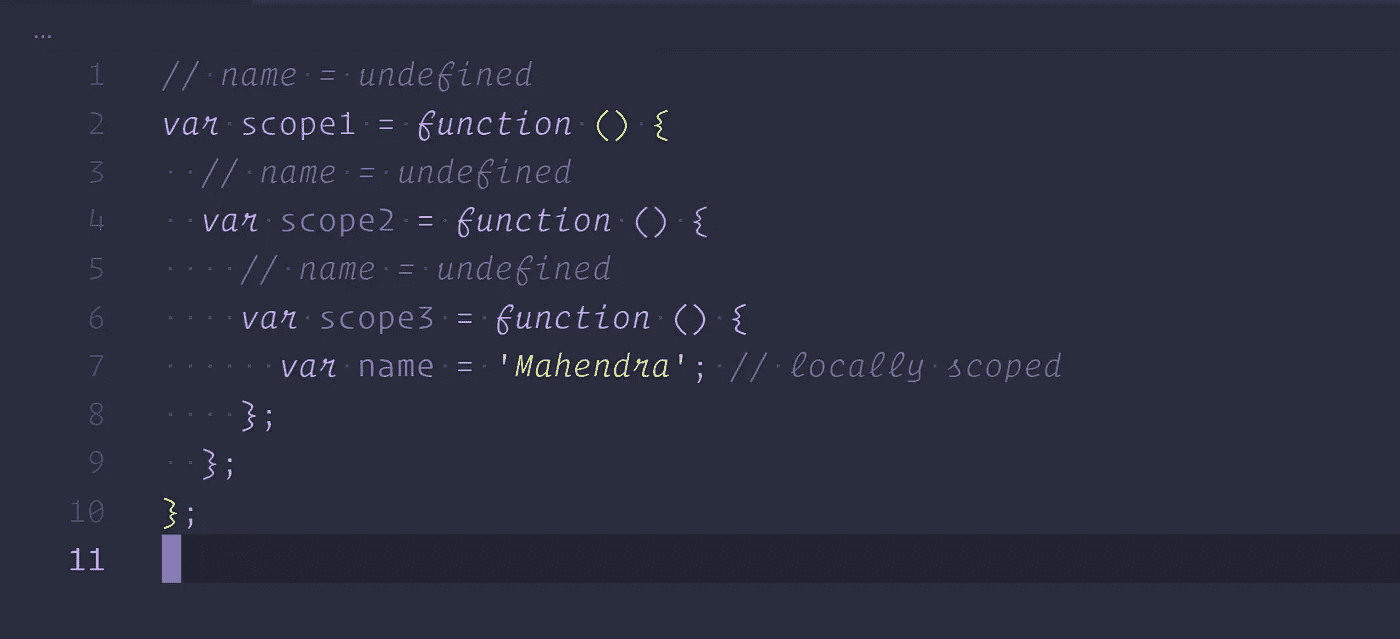 ...
1 // name = undefined
2 var scope1 = function () {
3   // name = undefined
4   var scope2 = function () {
5     // name = undefined
6     var scope3 = function () {
7       var name = 'Mahendra'; // locally scoped
8     };
9   };
10 };
11